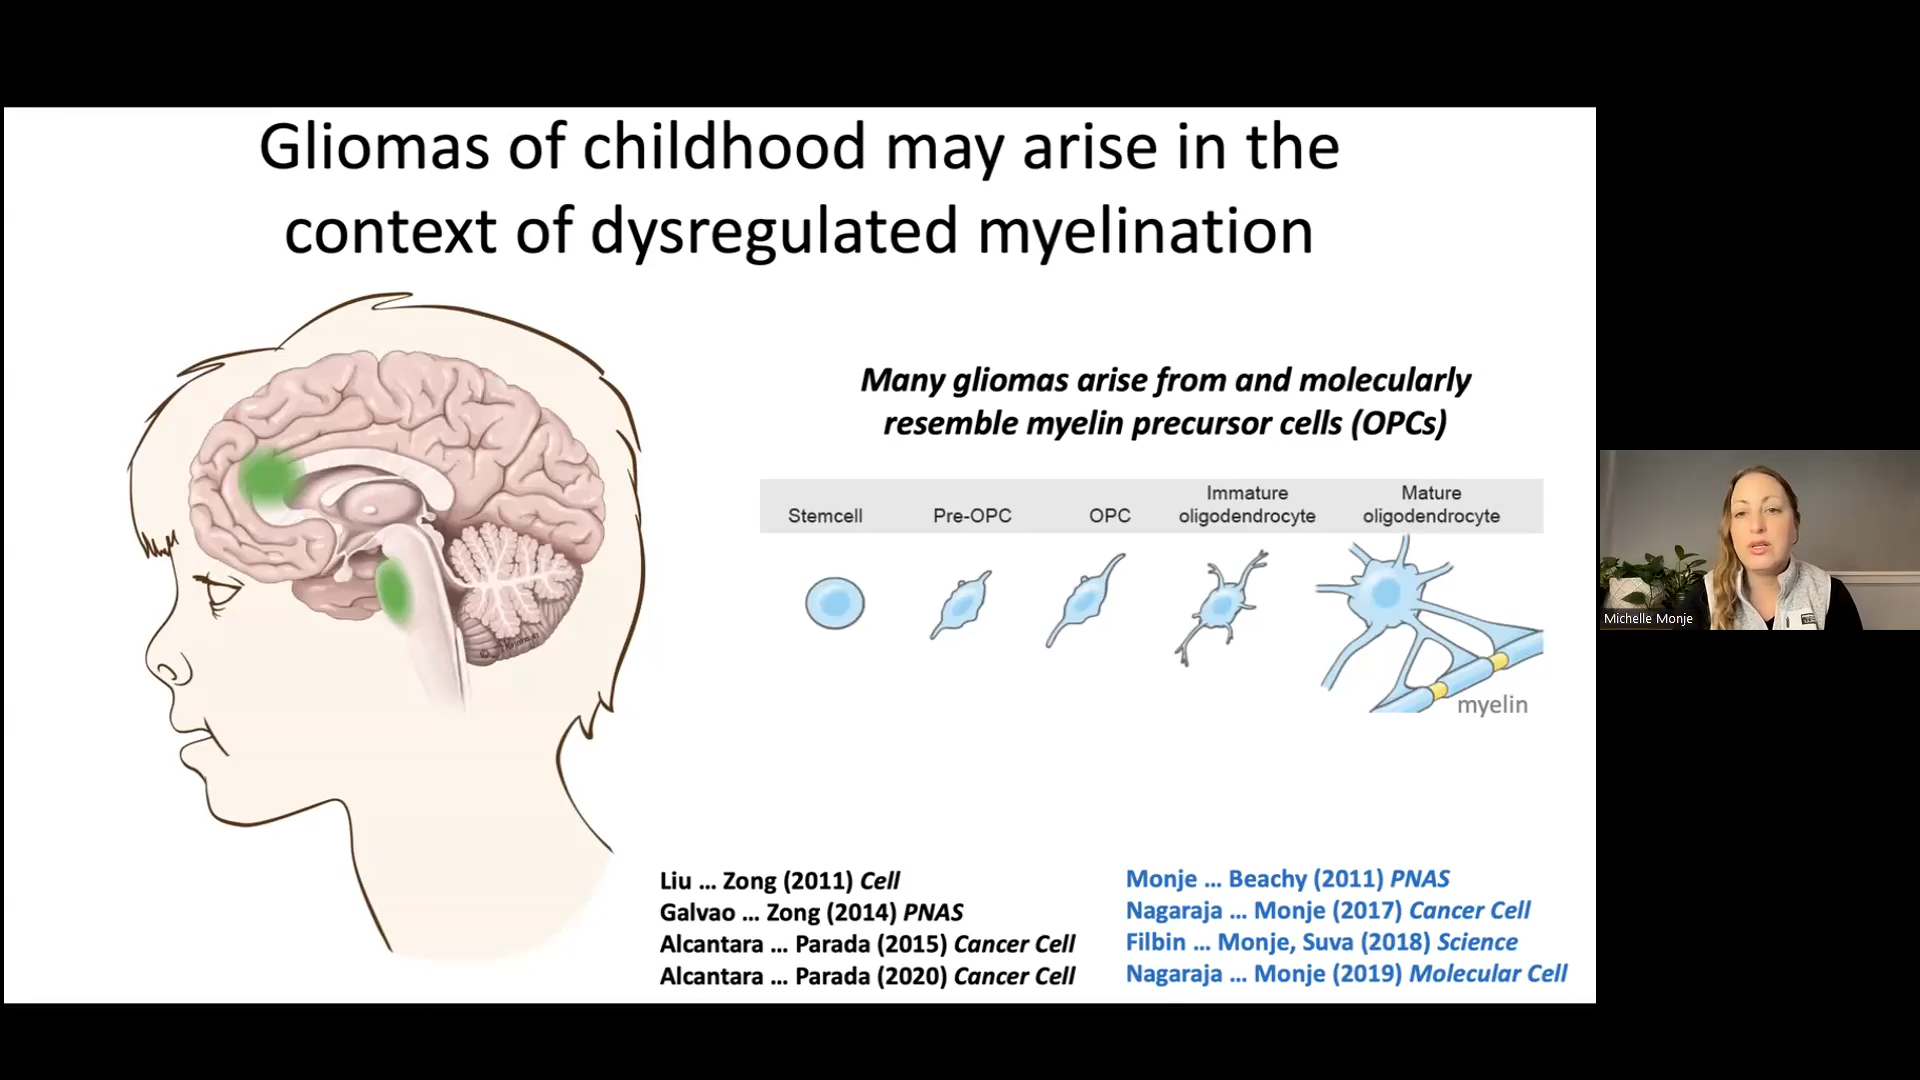 Gliomas of childhood may arise in the
context of dysregulated myelination
Many gliomas arise from and molecularly
resemble myelin precursor cells (OPCs)
Stemcell
Pre-OPC
OPC
Immature
oligodendrocyte
Mature
oligodendrocyte
myelin
Liu ... Zong (2011) Cell
Galvao ... Zong (2014) PNAS
Alcantara ... Parada (2015) Cancer Cell
Alcantara ... Parada (2020) Cancer Cell
Monje ... Beachy (2011) PNAS
Nagaraja ... Monje (2017) Cancer Cell
Filbin ... Monje, Suva (2018) Science
Nagaraja ... Monje (2019) Molecular Cell
Michelle Monje